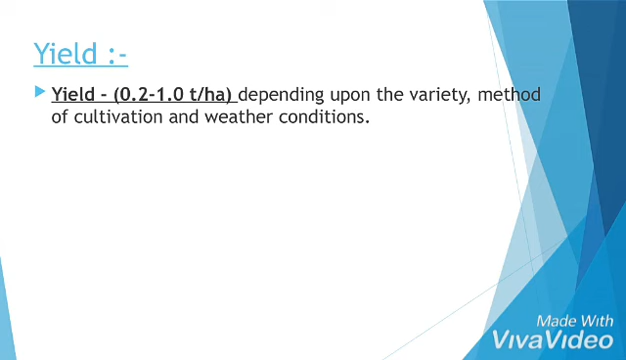 Yield :-
Yield - (0.2-1.0 t/ha) depending upon the variety, method
of cultivation and weather conditions.
Made With
VivaVideo